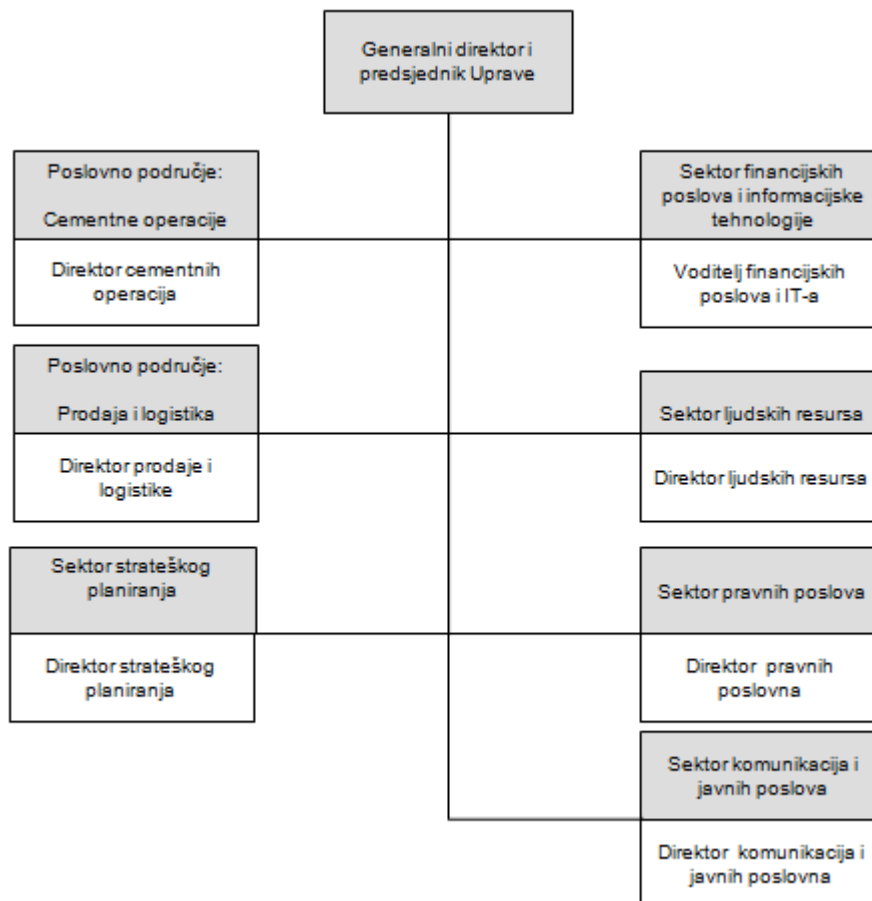 Generalni direktor i
predsjednik Uprave
Poslovno područje:
Cementne operacije
Direktor cementnih
operacija
Sektor financijskih
poslova i informacijske
tehnologije
Voditelj financijskih
poslova i IT-a
Poslovno područje:
Prodaja i logistika
Direktor prodaje i
logistike
Sektor ljudskih resursa
Direktor ljudskih resursa
Sektor strateškog
planiranja
Direktor strateškog
planiranja
Sektor pravnih poslova
Direktor pravnih
poslovna
Sektor komunikacija i
javnih poslova
Direktor komunikacija i
javnih poslovna